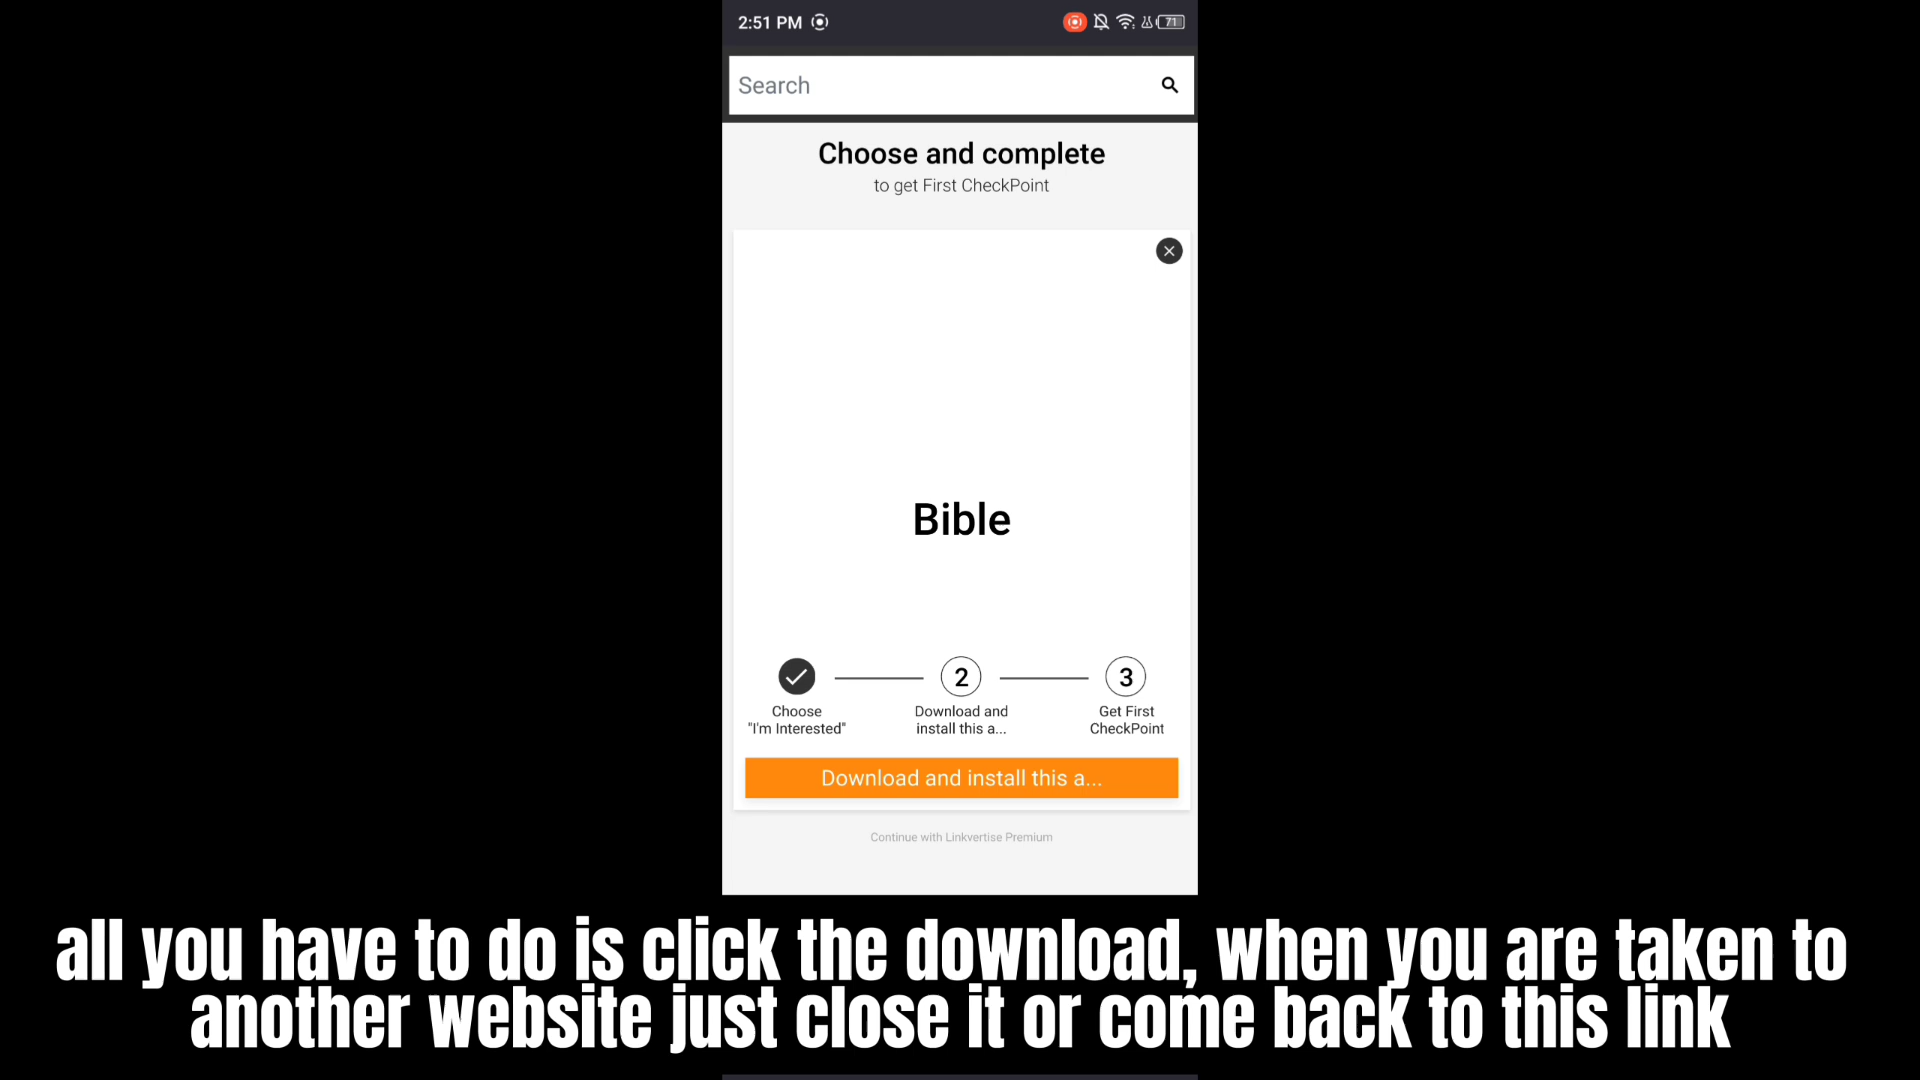 2:51 PM
71
Search
Choose and complete
to get First CheckPoint
Bible
2
3
Choose
"I'm Interested"
Download and
install this a...
Get First
CheckPoint
Download and install this a...
Continue with Linkvertise Premium
all you have to do is click the download, when you are taken to
another website just close it or come back to this link